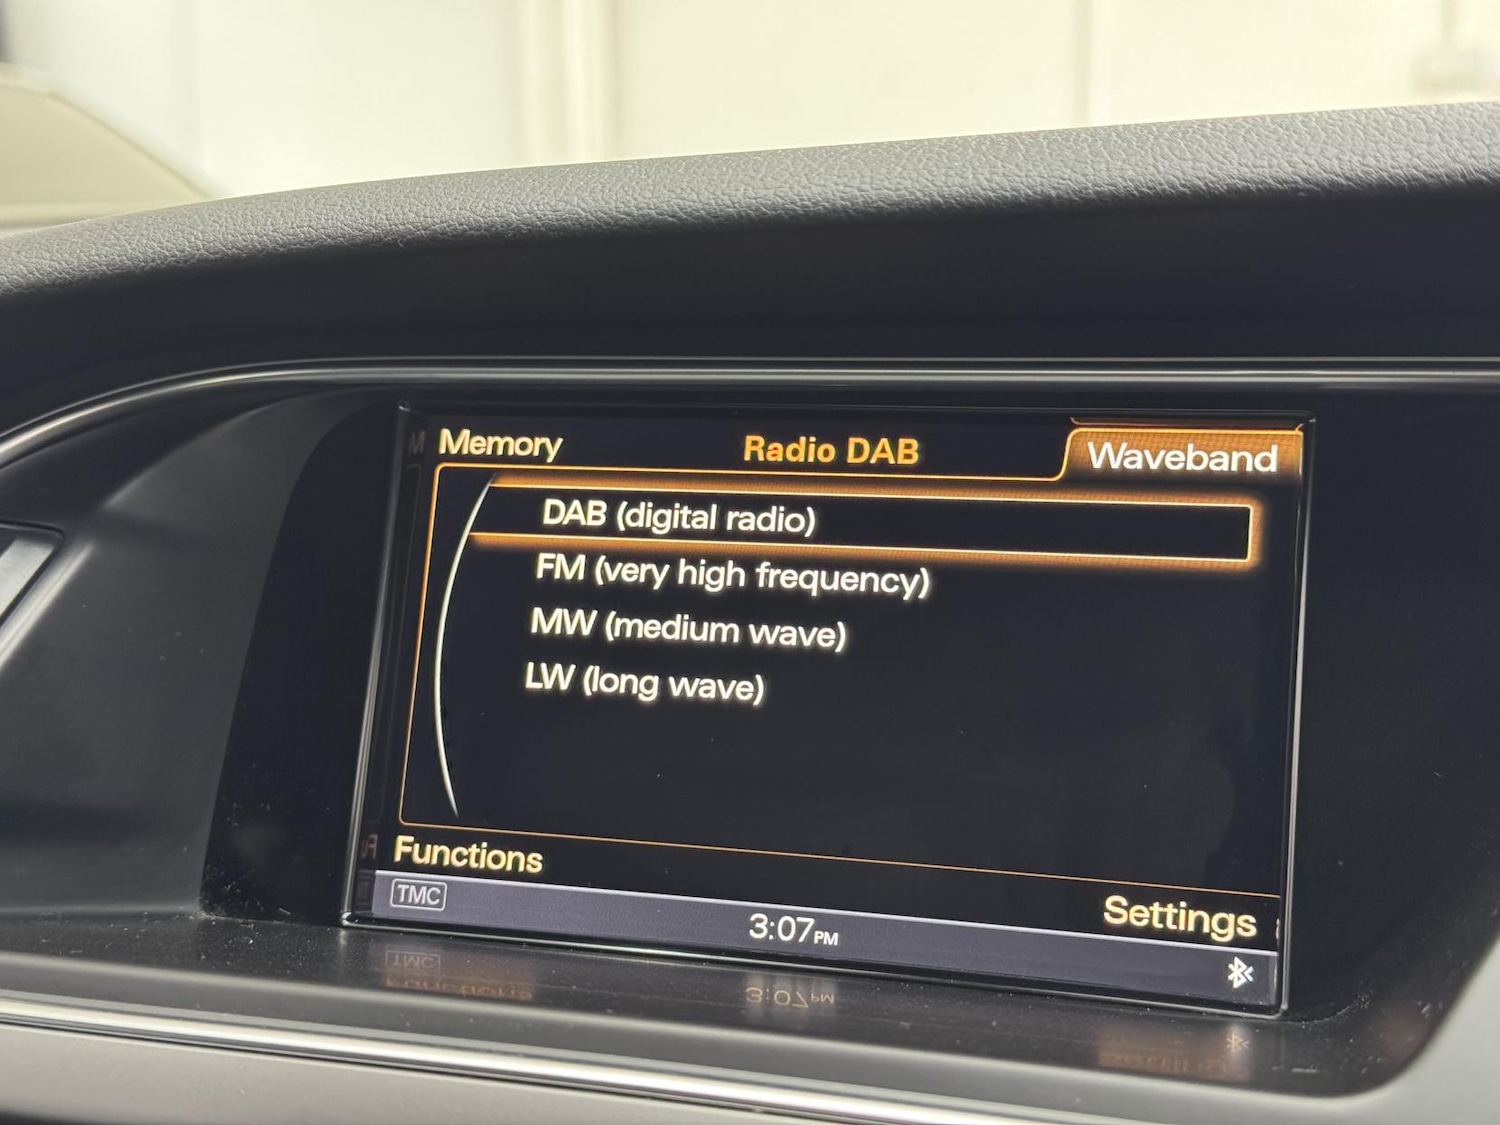 Memory
Radio DAB
Waveband
DAB (digital radio)
FM (very high frequency)
MW (medium wave)
LW (long wave)
Functions
Settings
TMC
3:07PM